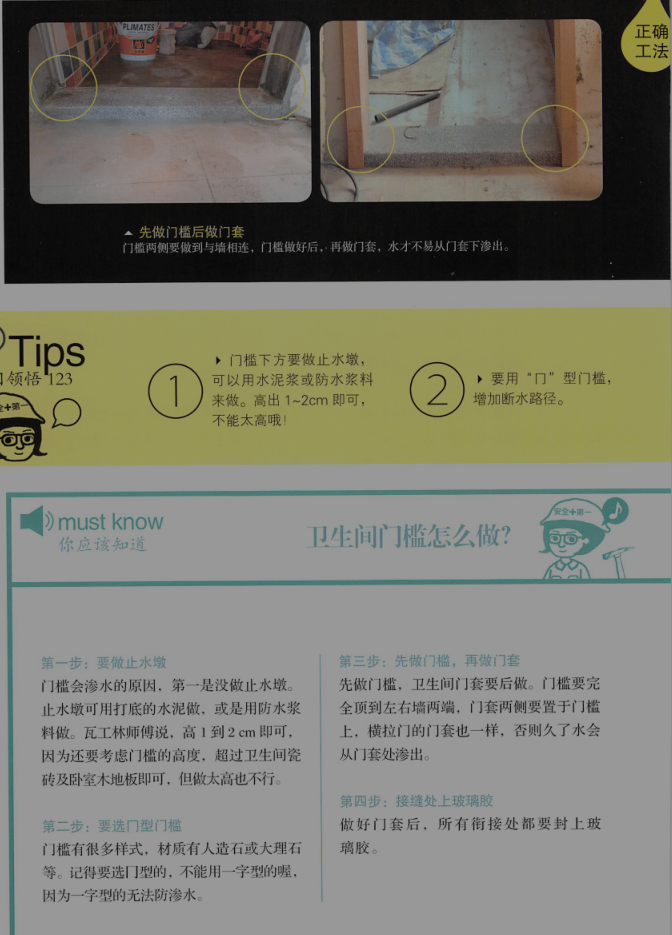 PLIMATES
正确
工法
先做门槛后做门套
门槛两侧要做到与墙相连，门槛做好后，再做门套，水才不易从门套下渗出。
Tips
领悟 123
安全+第一
1
门槛下方要做止水墩，
可以用水泥浆或防水浆料
来做。高出 1~2cm 即可，
不能太高哦！
2
要用“门”型门槛，
增加断水路径。
must know
你应该知道
卫生间门槛怎么做？
安全+第一
第一步：要做止水墩
门槛会渗水的原因，第一是没做止水墩。
止水墩可用打底的水泥做，或是用防水浆
料做。瓦工林师傅说，高 1 到 2 cm 即可，
因为还要考虑门槛的高度，超过卫生间瓷
砖及卧室木地板即可，但做太高也不行。
第二步：要选冂型门槛
门槛有很多样式，材质有人造石或大理石
等。记得要选冂型的，不能用一字型的喔，
因为一字型的无法防渗水。
第三步：先做门槛，再做门套
先做门槛，卫生间门套要后做。门槛要完
全顶到左右墙两端，门套两侧要置于门槛
上，横拉门的门套也一样，否则久了水会
从门套处渗出。
第四步：接缝处上玻璃胶
做好门套后，所有衔接处都要封上玻
璃胶。